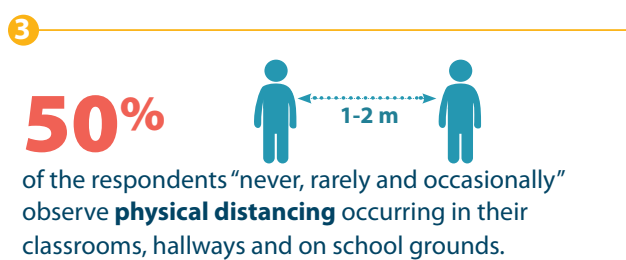 3
50%
1-2 m
of the respondents “never, rarely and occasionally”
observe physical distancing occurring in their
classrooms, hallways and on school grounds.